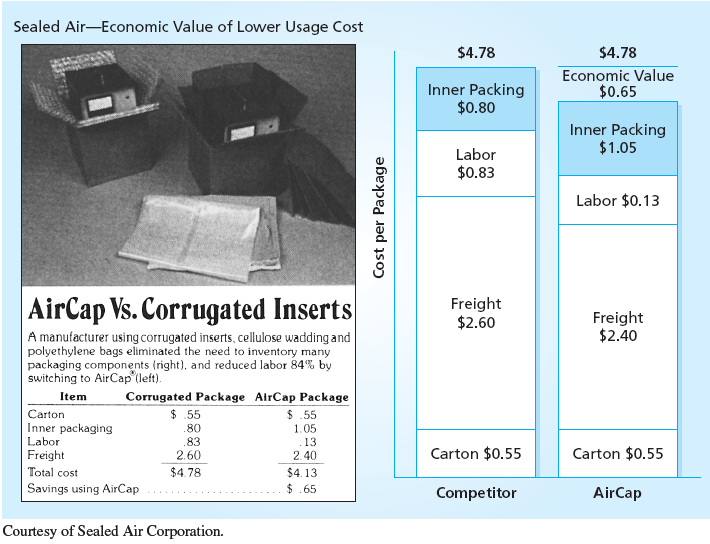 Sealed Air—Economic Value of Lower Usage Cost
AirCap Vs. Corrugated Inserts
A manufacturer using corrugated inserts, cellulose wadding and
polyethylene bags eliminated the need to inventory many
packaging components (right), and reduced labor 84% by
switching to AirCap® (left).
Item Corrugated Package AirCap Package
Carton $ .55 $ .55
Inner packaging .80 1.05
Labor .83 .13
Freight 2.60 2.40
Total cost $4.78 $4.13
Savings using AirCap ........................ $ .65
Cost per Package
$4.78
Inner Packing
$0.80
Labor
$0.83
Freight
$2.60
Carton $0.55
Competitor
$4.78
Economic Value
$0.65
Inner Packing
$1.05
Labor $0.13
Freight
$2.40
Carton $0.55
AirCap
Courtesy of Sealed Air Corporation.